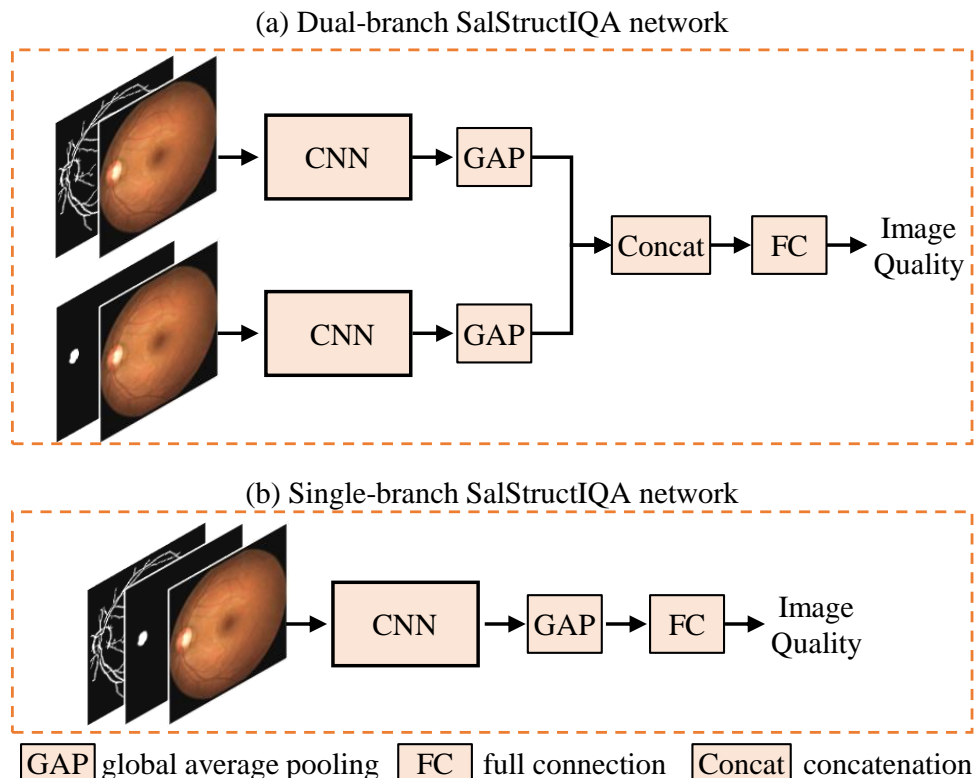 (a) Dual-branch SalStructIQA network
CNN
GAP
Concat
FC
Image
Quality
CNN
GAP
(b) Single-branch SalStructIQA network
CNN
GAP
FC
Image
Quality
GAP global average pooling FC full connection Concat concatenation